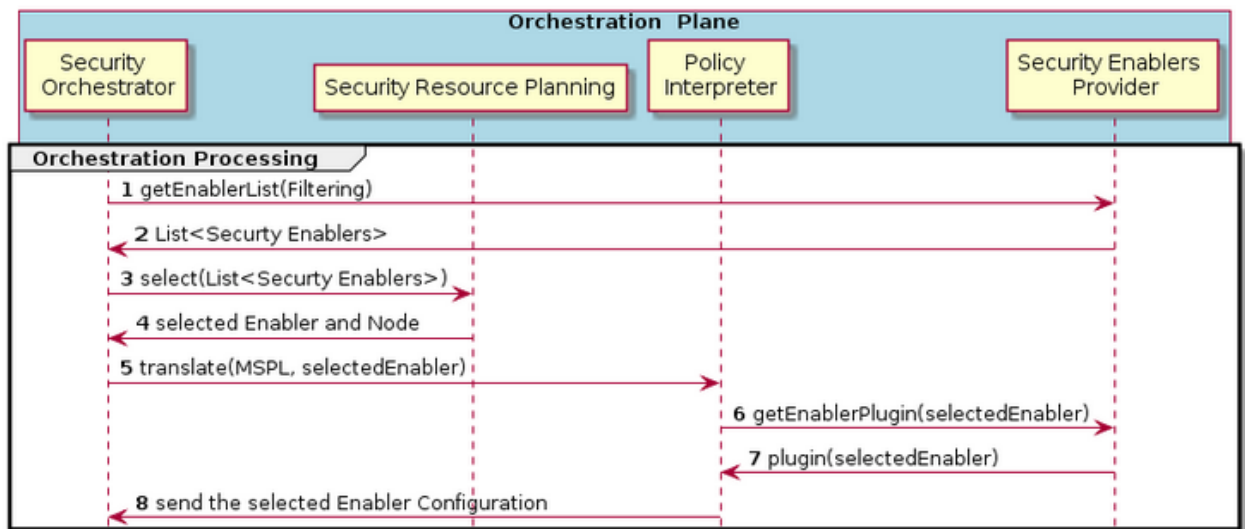 Orchestration  Plane
Security
Orchestrator
Security Resource Planning
Policy
Interpreter
Security Enablers
Provider
Orchestration Processing
1 getEnablerList(Filtering)
2 List<Securty Enablers>
3 select(List<Securty Enablers>)
4 selected Enabler and Node
5 translate(MSPL, selectedEnabler)
6 getEnablerPlugin(selectedEnabler)
7 plugin(selectedEnabler)
8 send the selected Enabler Configuration